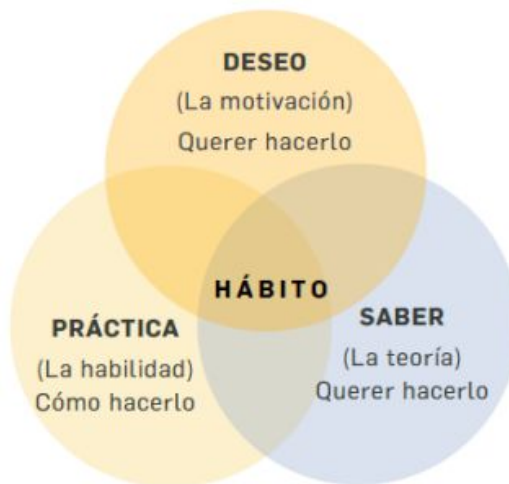 DESEO
(La motivación)
Querer hacerlo
HÁBITO
PRÁCTICA
(La habilidad)
Cómo hacerlo
SABER
(La teoría)
Querer hacerlo